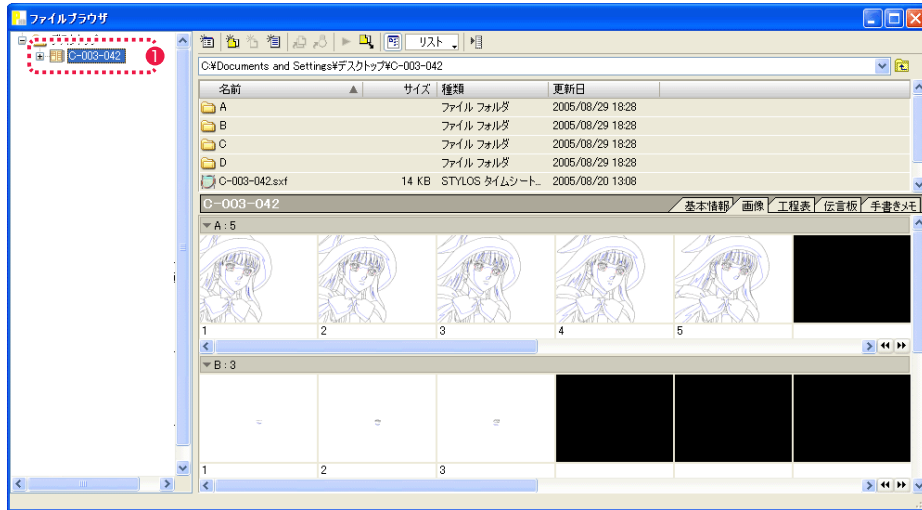 ファイルブラウザ
C-003-042
1
リスト
C:¥Documents and Settings¥デスクトップ¥C-003-042
名前 サイズ 種類 更新日
A ファイル フォルダ 2005/08/29 18:28
B ファイル フォルダ 2005/08/29 18:28
C ファイル フォルダ 2005/08/29 18:28
D ファイル フォルダ 2005/08/29 18:28
C-003-042.sxf 14 KB STYLOS タイムシート... 2005/08/20 13:08
C-003-042 基本情報 画像 工程表 伝言板 手書きメモ
A : 5
1 2 3 4 5
B : 3
1 2 3